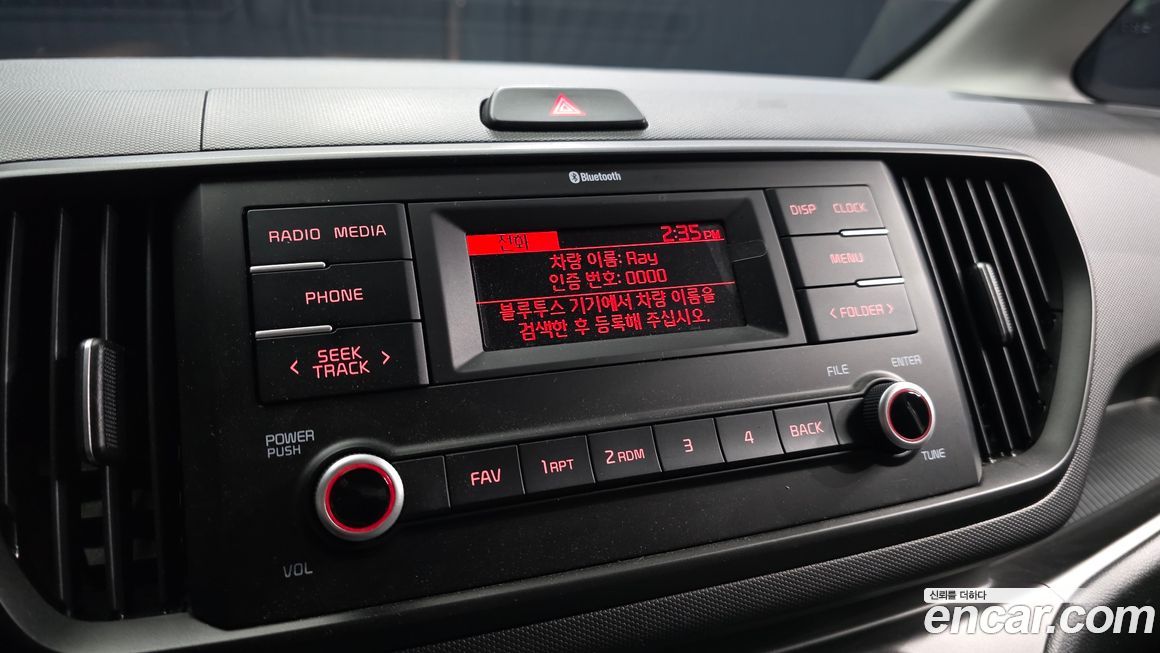 Bluetooth
RADIO MEDIA
PHONE
< SEEK >
TRACK
전화 2:35 PM
차량 이름: Ray
인증 번호: 0000
블루투스 기기에서 차량 이름을
검색한 후 등록해 주십시오.
DISP CLOCK
MENU
< FOLDER >
FILE ENTER
POWER
PUSH
FAV 1 RPT 2 RDM 3 4 BACK
TUNE
VOL
신뢰를 더하다
encar.com